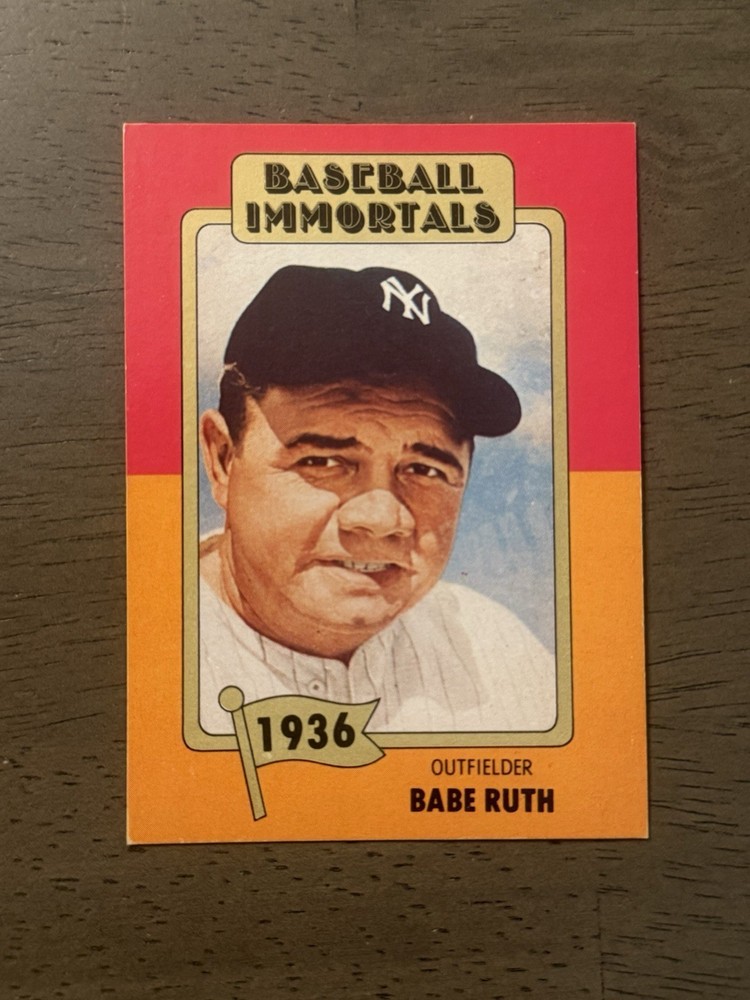 BASEBALL
IMMORTALS
NY
1936
OUTFIELDER
BABE RUTH